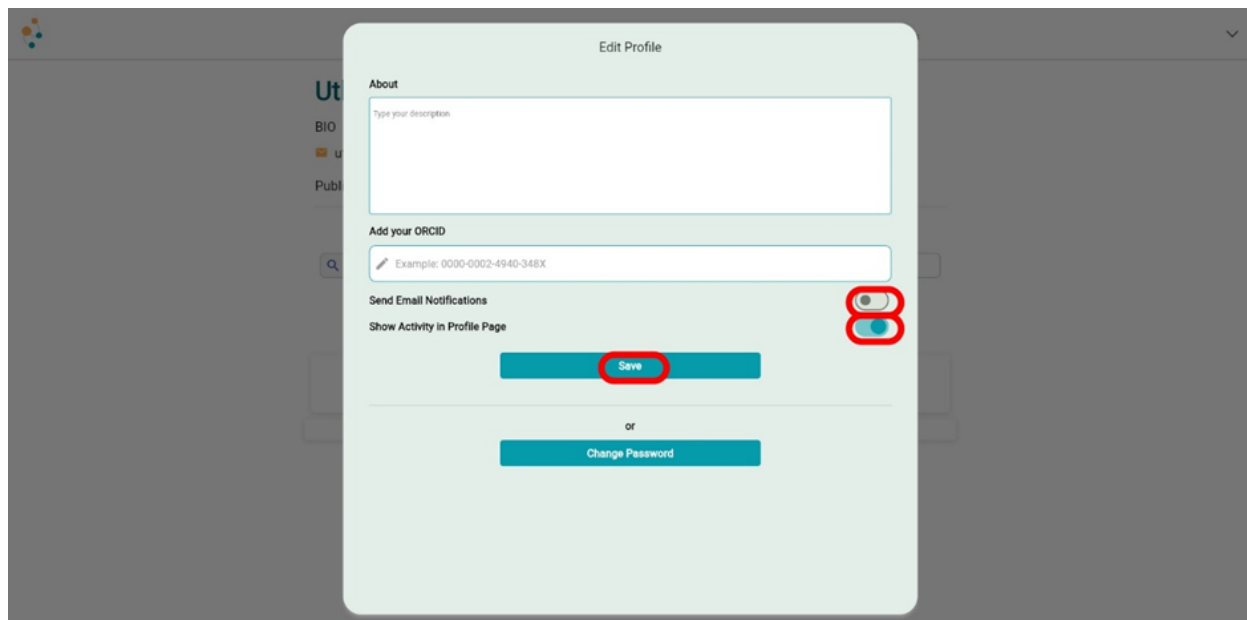 Edit Profile
Ut
About
Type your description
BIO
u
Publ
Add your ORCID
Example: 0000-0002-4940-348X
Send Email Notifications
Show Activity in Profile Page
Save
or
Change Password